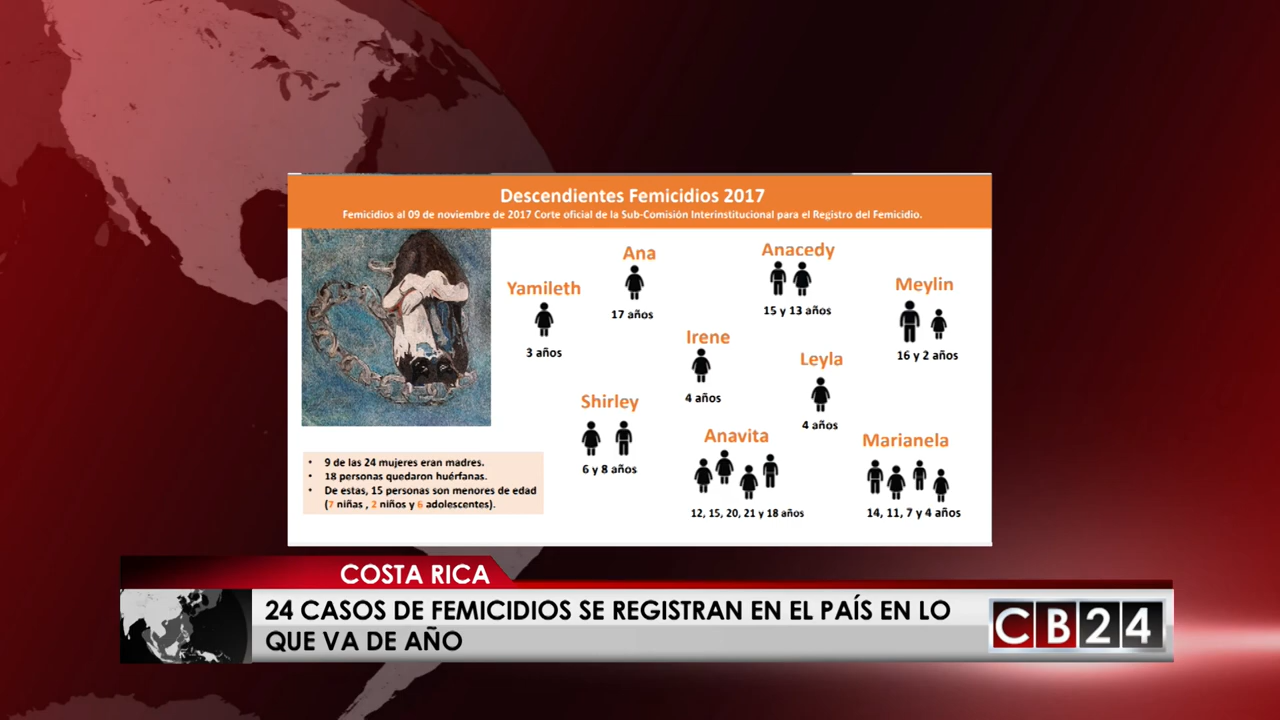 Descendientes Femicidios 2017
Femicidios al 09 de noviembre de 2017 Corte oficial de la Sub-Comisión Interinstitucional para el Registro del Femicidio.
Ana
17 años
Anacedy
15 y 13 años
Yamileth
3 años
Meylin
16 y 2 años
Irene
4 años
Leyla
4 años
Shirley
6 y 8 años
Anavita
12, 15, 20, 21 y 18 años
Marianela
14, 11, 7 y 4 años
• 9 de las 24 mujeres eran madres.
• 18 personas quedaron huérfanas.
• De estas, 15 personas son menores de edad
(7 niñas , 2 niños y 6 adolescentes).
COSTA RICA
24 CASOS DE FEMICIDIOS SE REGISTRAN EN EL PAÍS EN LO
QUE VA DE AÑO
CB24